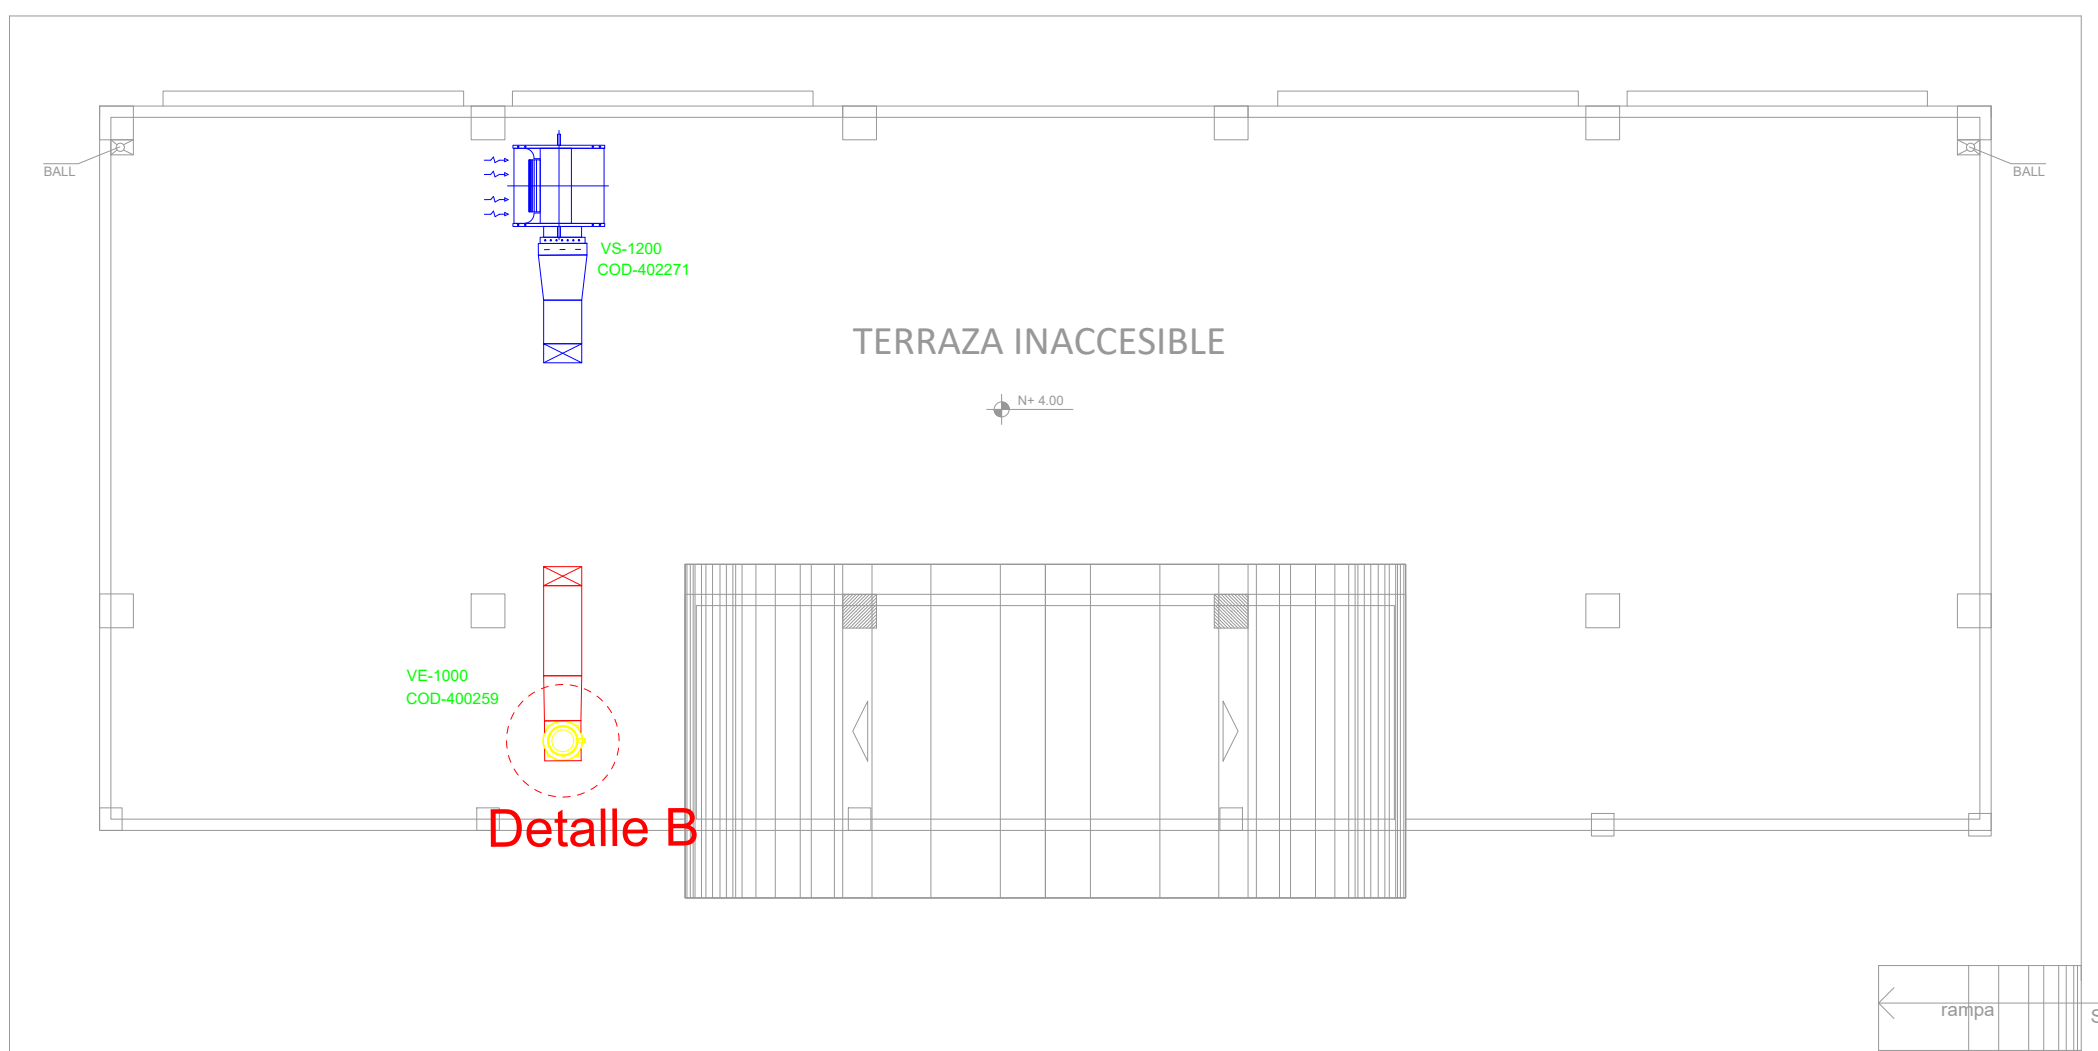 BALL
BALL
VS-1200
COD-402271
TERRAZA INACCESIBLE
N+ 4.00
VE-1000
COD-400259
Detalle B
rampa
S